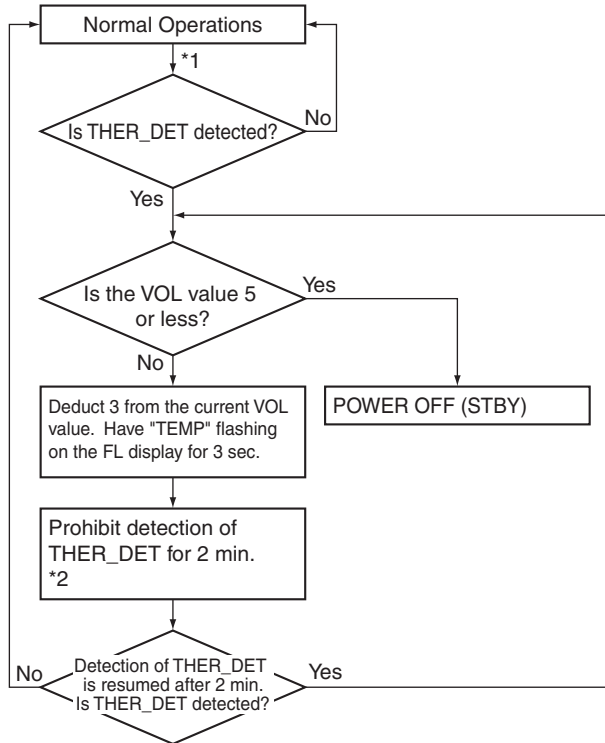 Normal Operations
*1
No
Is THER_DET detected?
Yes
Is the VOL value 5
or less?
Yes
No
Deduct 3 from the current VOL
value. Have "TEMP" flashing
on the FL display for 3 sec.
POWER OFF (STBY)
Prohibit detection of
THER_DET for 2 min.
*2
No
Detection of THER_DET
is resumed after 2 min.
Is THER_DET detected?
Yes